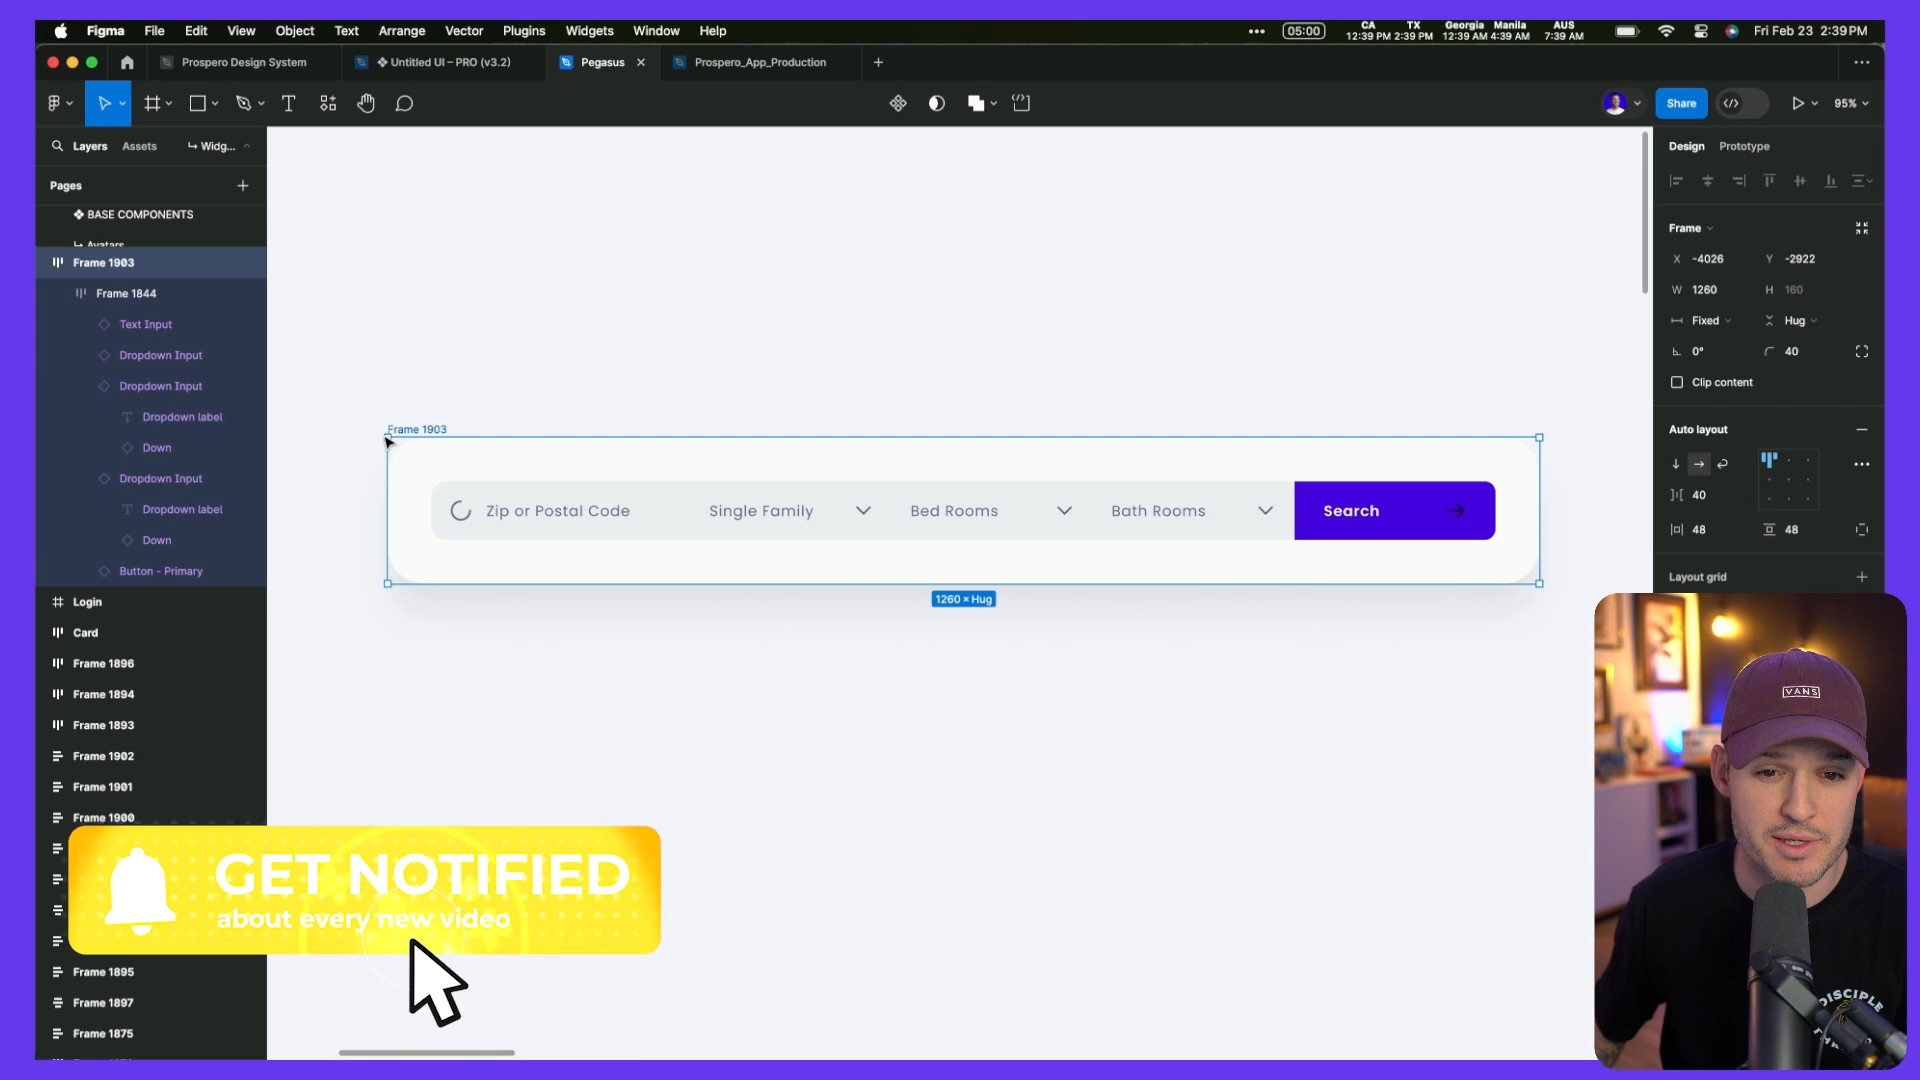 Figma File Edit View Object Text Arrange Vector Plugins Widgets Window Help
05:00
CA TX Georgia Manila AUS
12:39 PM 2:39 PM 12:39 AM 4:39 AM 7:39 AM
Fri Feb 23 2:39 PM
Prospero Design System
❖ Untitled UI – PRO (v3.2)
Pegasus
Prospero_App_Production
Share
95%
Layers Assets ↳ Widg...
Pages
❖ BASE COMPONENTS
↳ Avatars
Frame 1903
Frame 1844
Text Input
Dropdown Input
Dropdown Input
Dropdown label
Down
Dropdown Input
Dropdown label
Down
Button - Primary
Login
Card
Frame 1896
Frame 1894
Frame 1893
Frame 1902
Frame 1901
Frame 1900
Frame 1895
Frame 1897
Frame 1875
Frame 1903
Zip or Postal Code
Single Family
Bed Rooms
Bath Rooms
Search
1260 × Hug
Design Prototype
Frame
X -4026 Y -2922
W 1260 H 160
Fixed Hug
0° 40
Clip content
Auto layout
40
48 48
Layout grid
GET NOTIFIED
about every new video
VANS
DISCIPLE